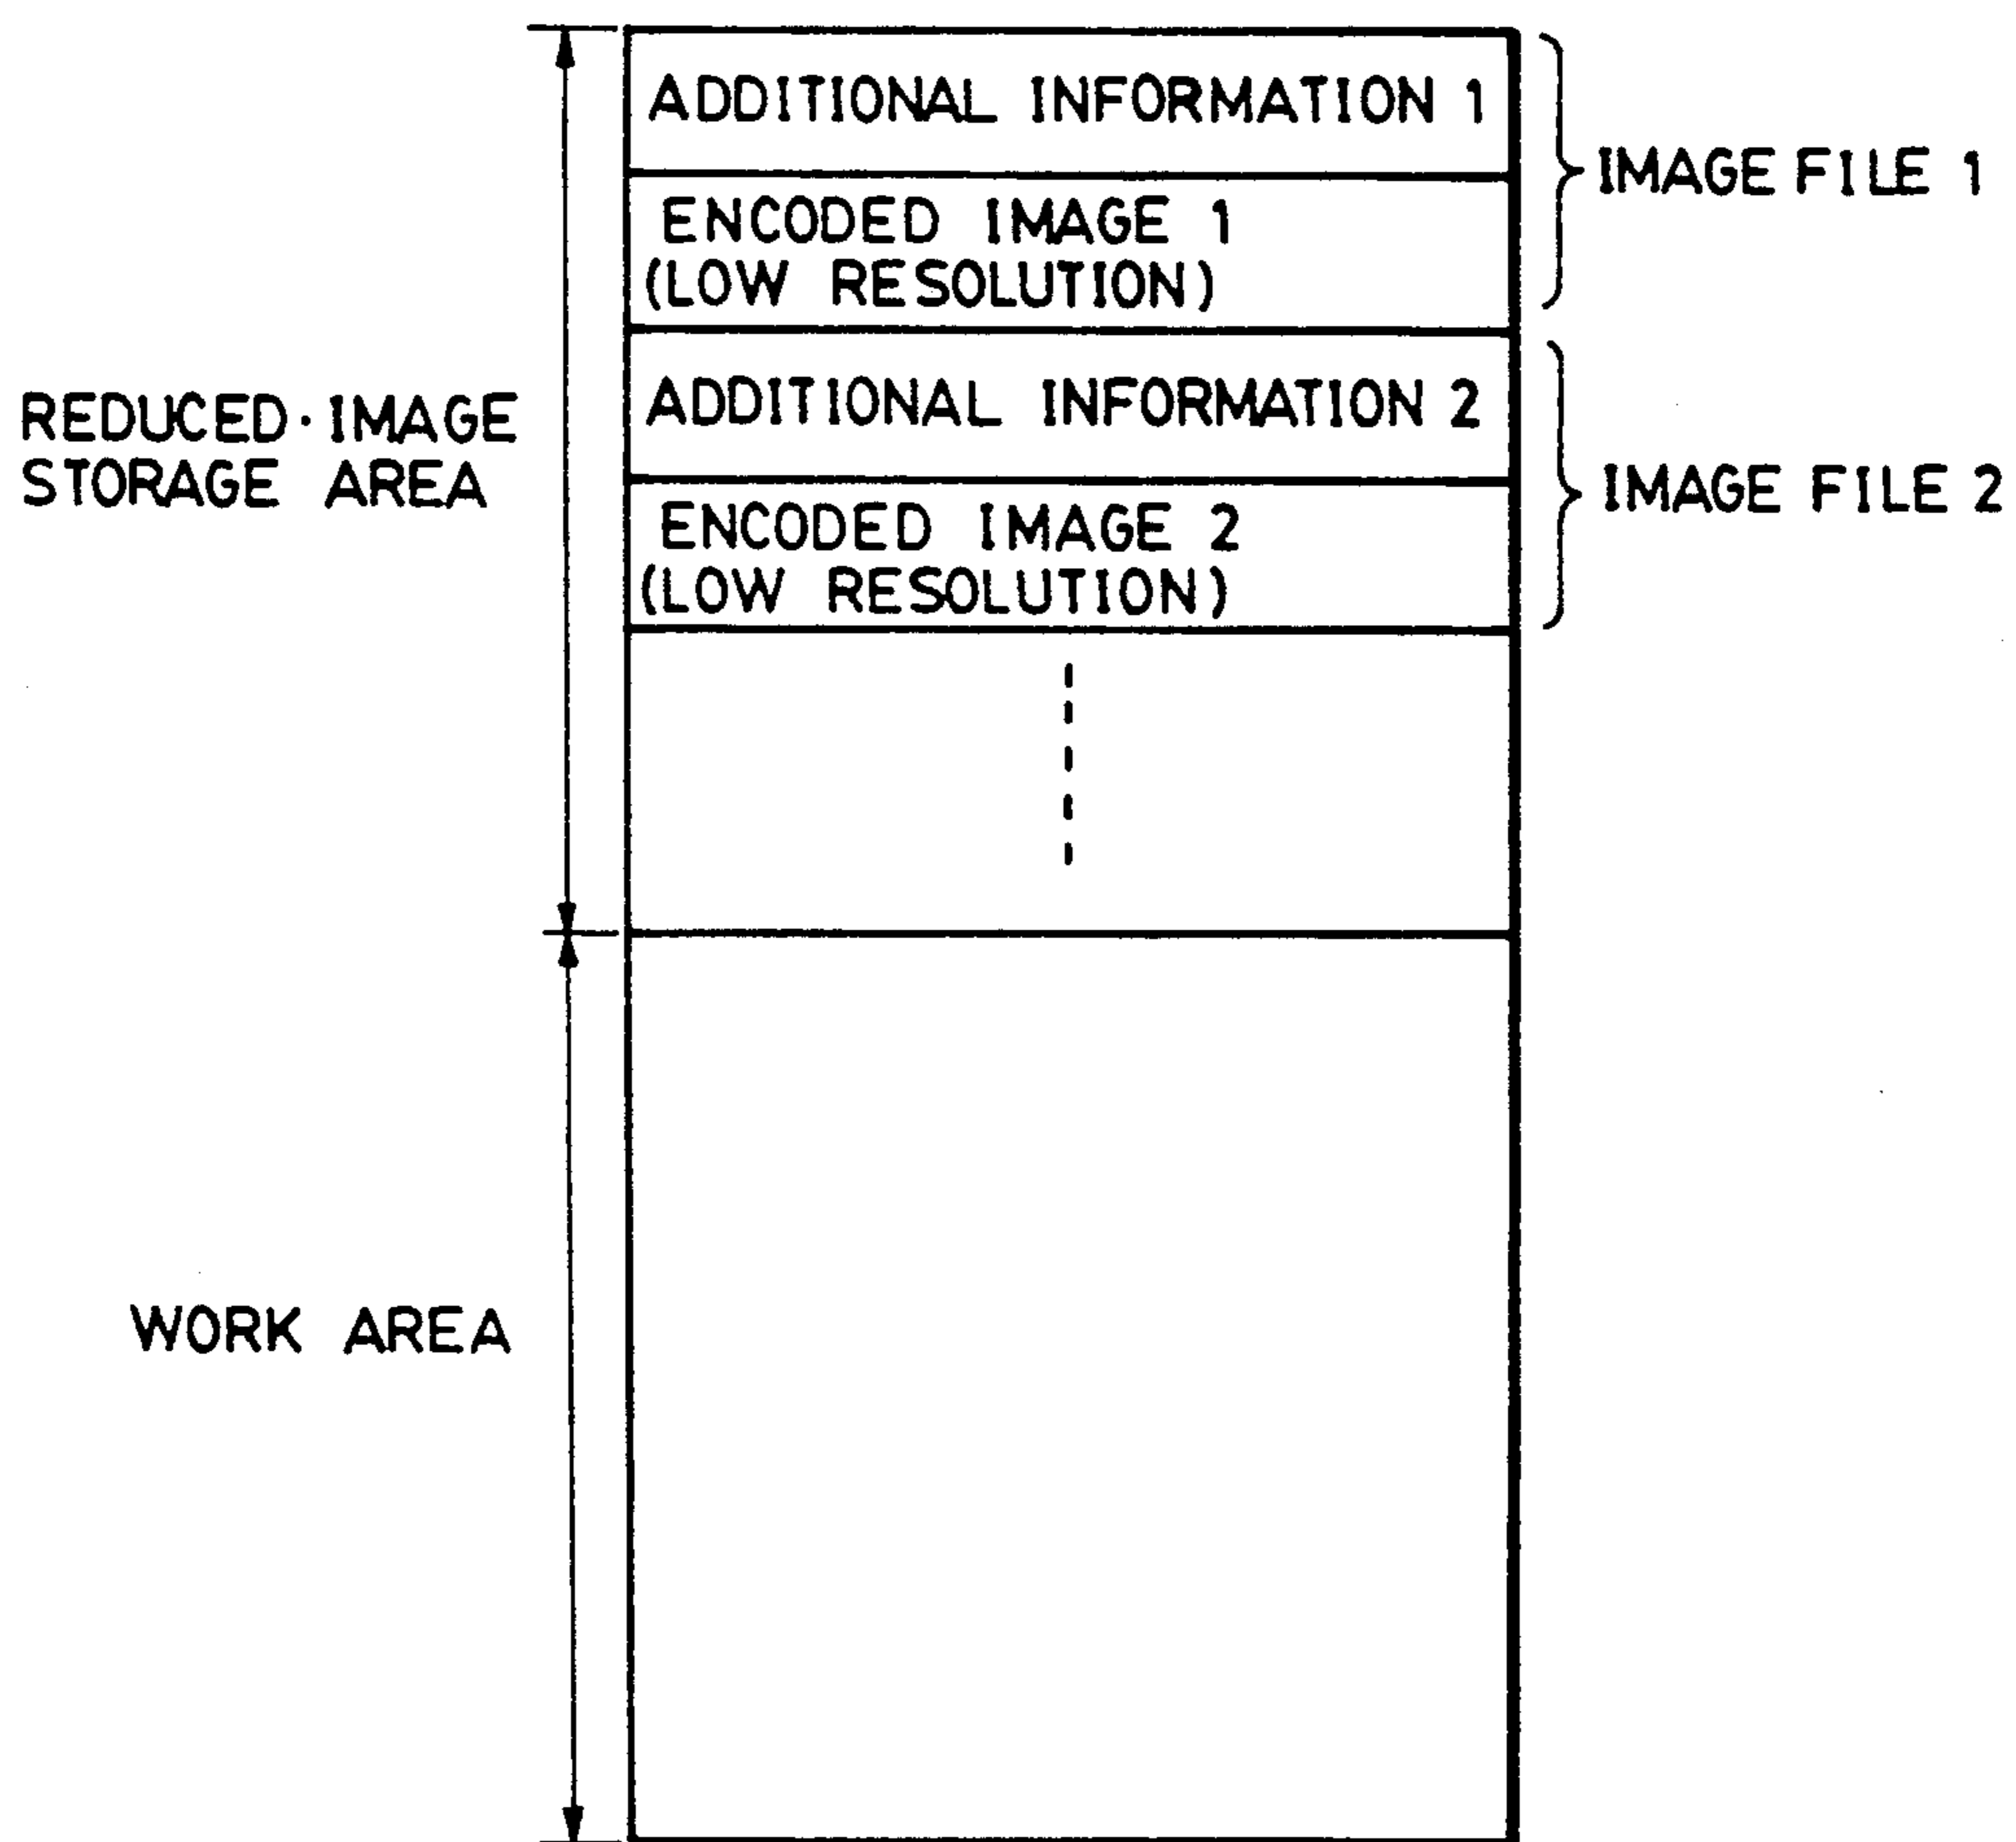 ADDITIONAL INFORMATION 1
ENCODED IMAGE 1
(LOW RESOLUTION)
IMAGE FILE 1
REDUCED·IMAGE
STORAGE AREA
ADDITIONAL INFORMATION 2
ENCODED IMAGE 2
(LOW RESOLUTION)
IMAGE FILE 2
WORK AREA